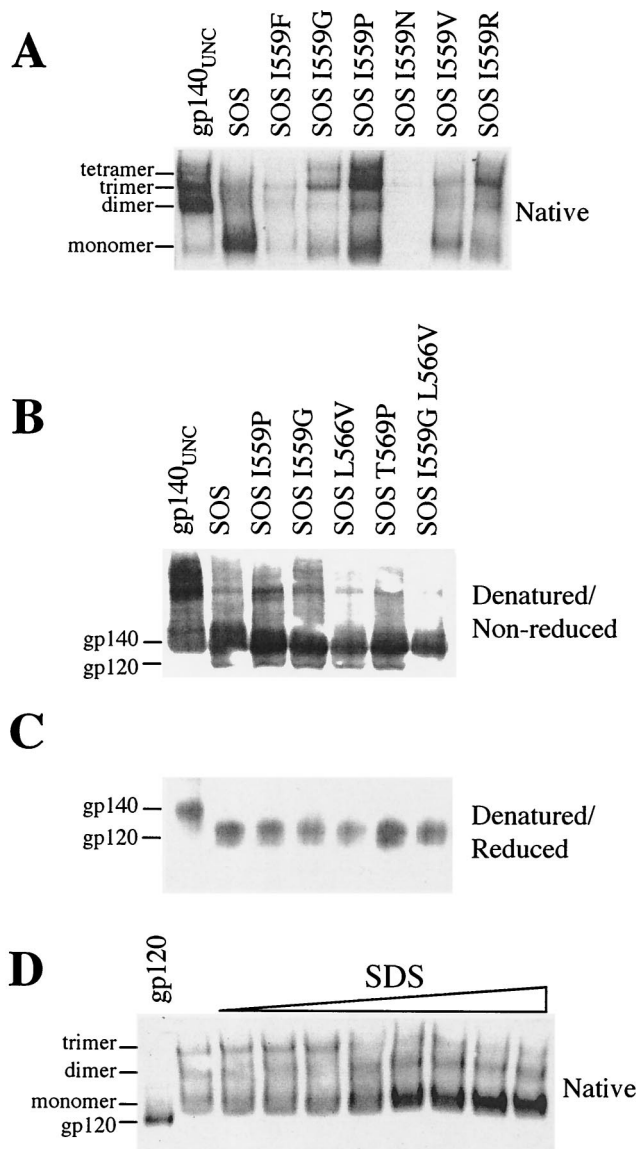 A
gp140UNC
SOS
SOS I559F
SOS I559G
SOS I559P
SOS I559N
SOS I559V
SOS I559R
tetramer
trimer
dimer
monomer
Native
B
gp140UNC
SOS
SOS I559P
SOS I559G
SOS L566V
SOS T569P
SOS I559G L566V
gp140
gp120
Denatured/
Non-reduced
C
gp140
gp120
Denatured/
Reduced
D
gp120
SDS
trimer
dimer
monomer
gp120
Native